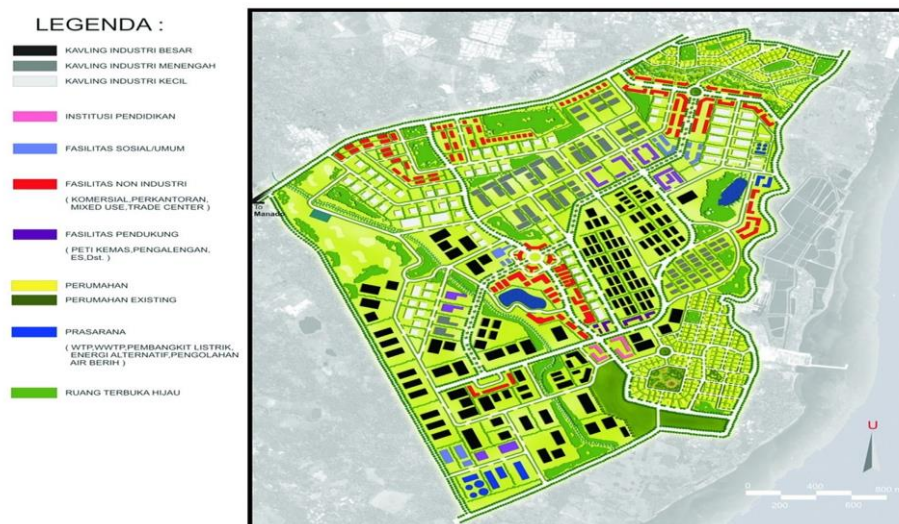 LEGENDA :
KAVLING INDUSTRI BESAR
KAVLING INDUSTRI MENENGAH
KAVLING INDUSTRI KECIL
INSTITUSI PENDIDIKAN
FASILITAS SOSIAL/UMUM
FASILITAS NON INDUSTRI
( KOMERSIAL,PERKANTORAN,
MIXED USE,TRADE CENTER )
FASILITAS PENDUKUNG
( PETI KEMAS,PENGALENGAN,
ES,Dst. )
PERUMAHAN
PERUMAHAN EXISTING
PRASARANA
( WTP,WWTP,PEMBANGKIT LISTRIK,
ENERGI ALTERNATIF,PENGOLAHAN
AIR BERIH )
RUANG TERBUKA HIJAU
To
Manado
U
0 400 800 m
200 600